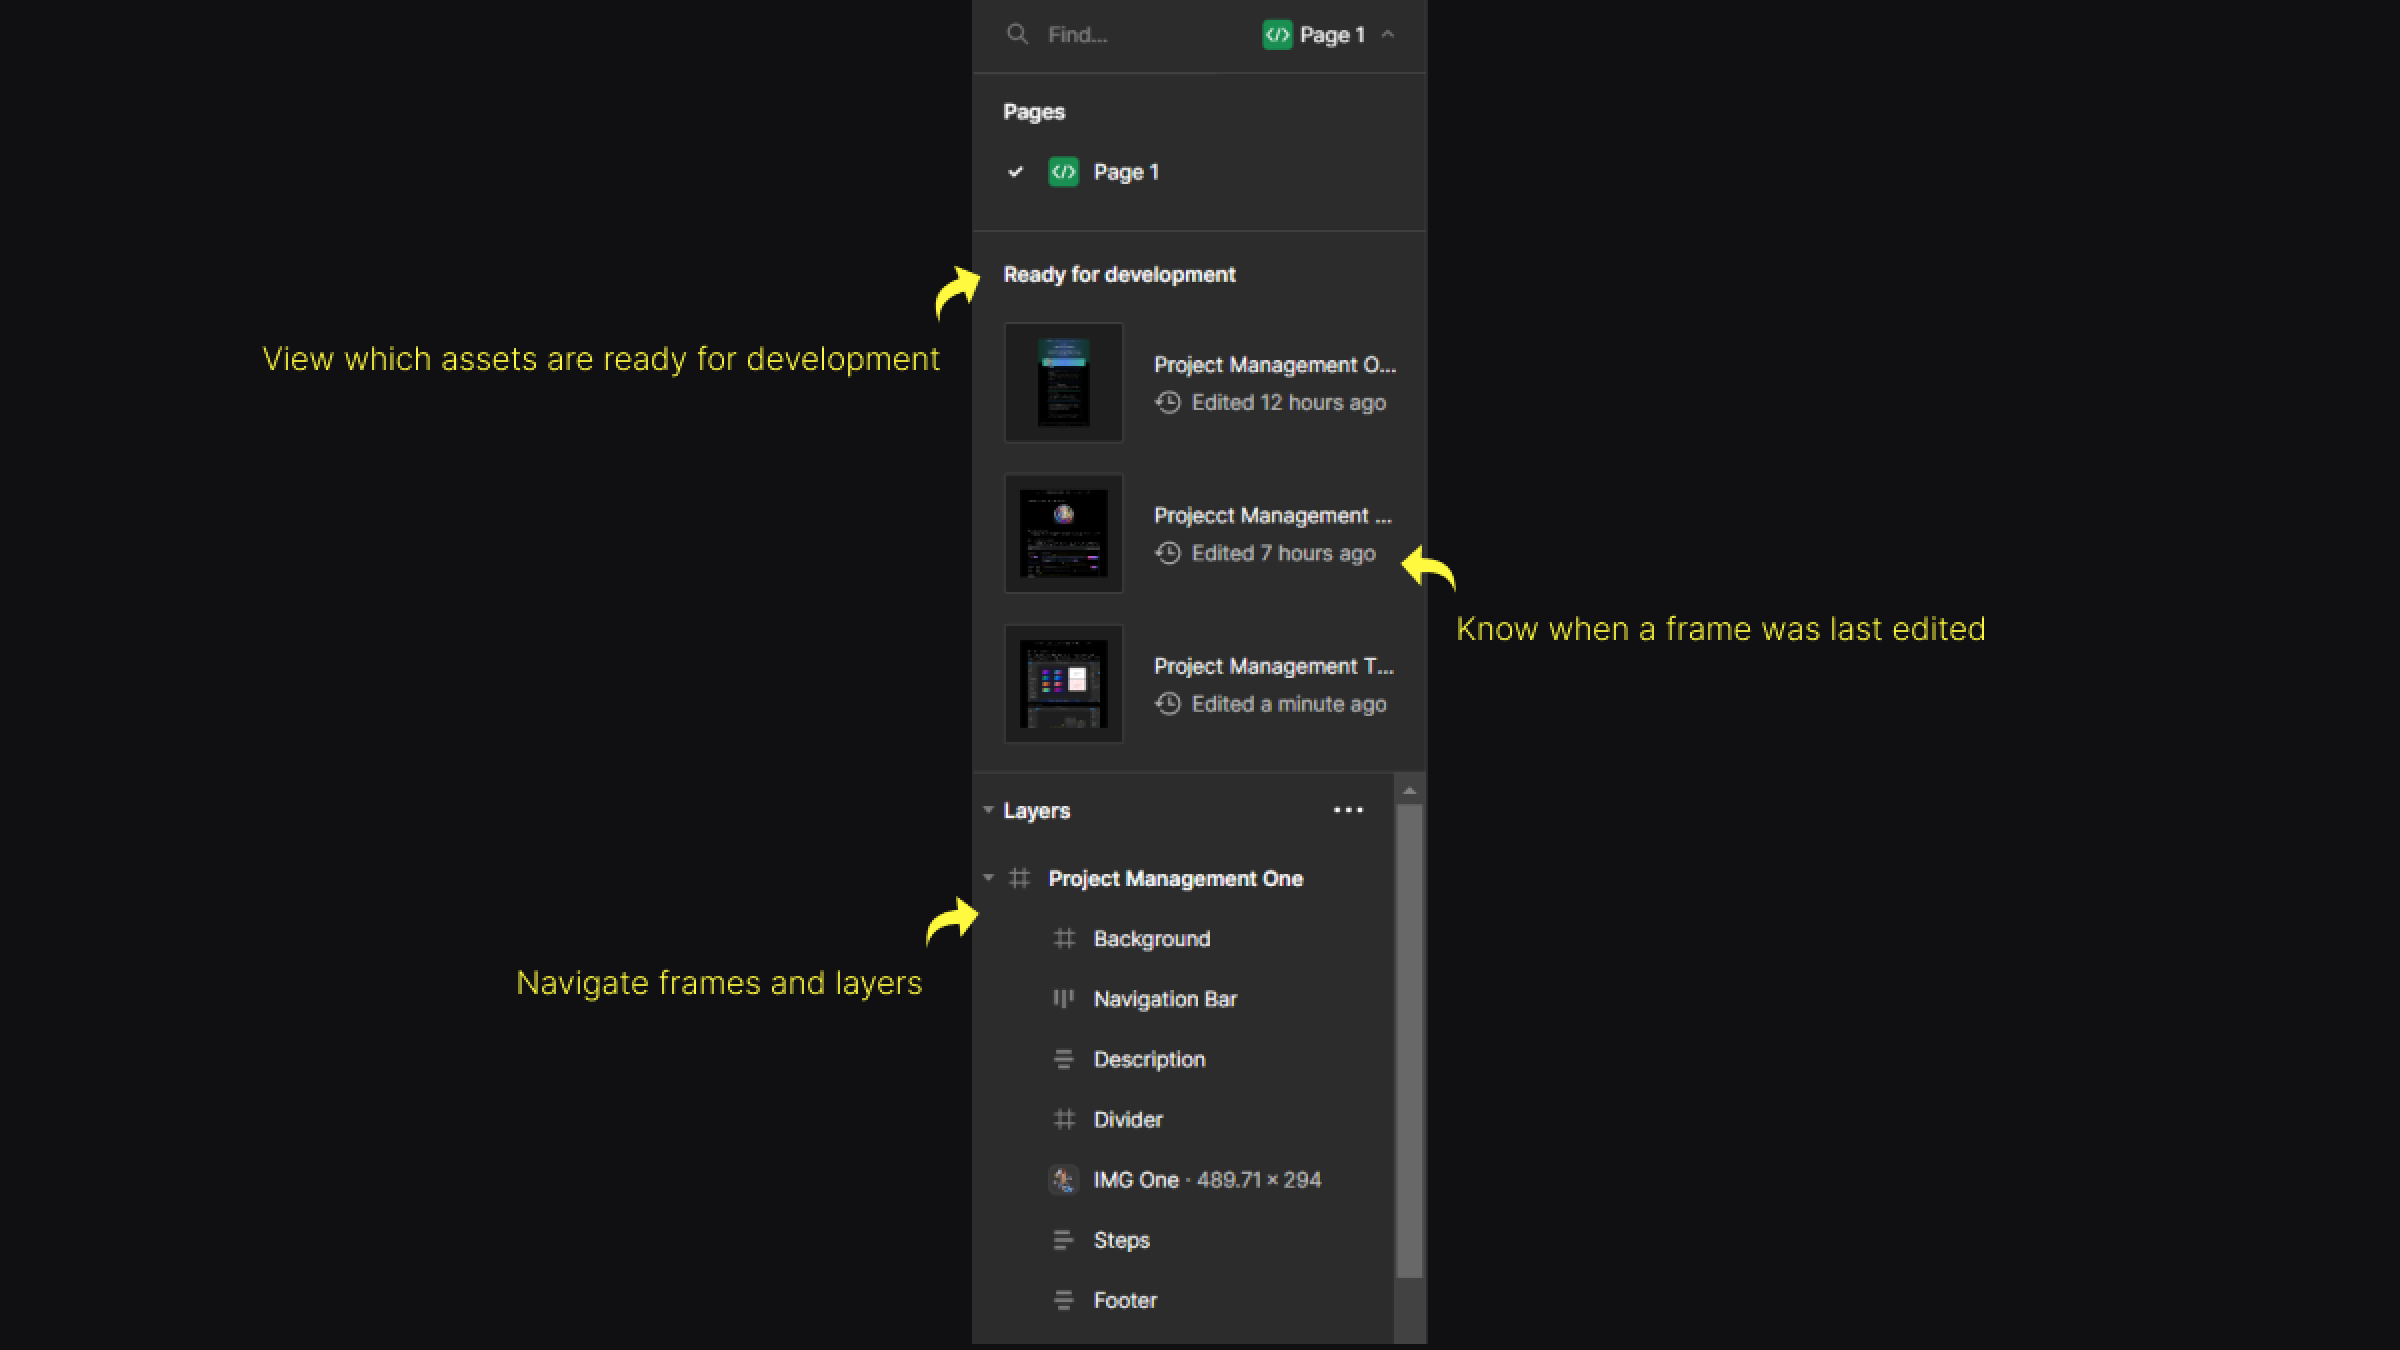 Find...
Page 1
Pages
Page 1
Ready for development
View which assets are ready for development
Project Management O...
Edited 12 hours ago
Projecct Management ...
Edited 7 hours ago
Know when a frame was last edited
Project Management T...
Edited a minute ago
Layers
Project Management One
Background
Navigate frames and layers
Navigation Bar
Description
Divider
IMG One · 489.71 × 294
Steps
Footer